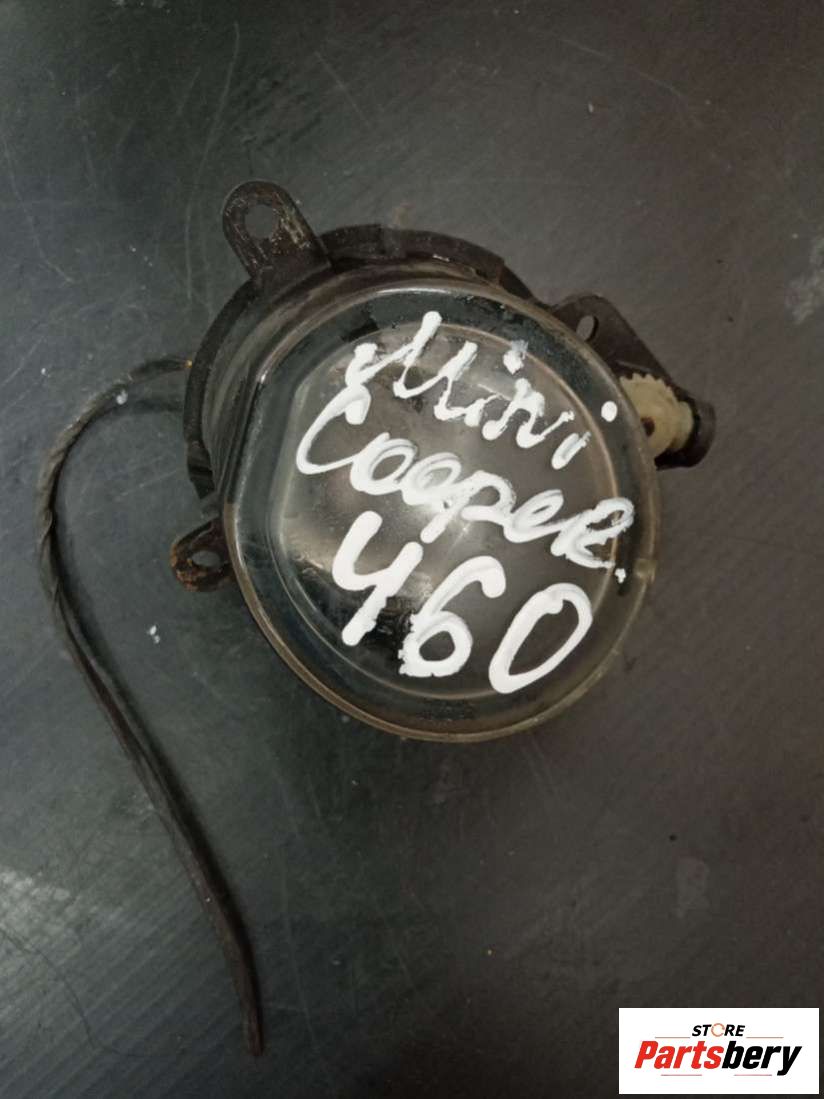 Mini
Cooper.
460
STORE
Partsbery